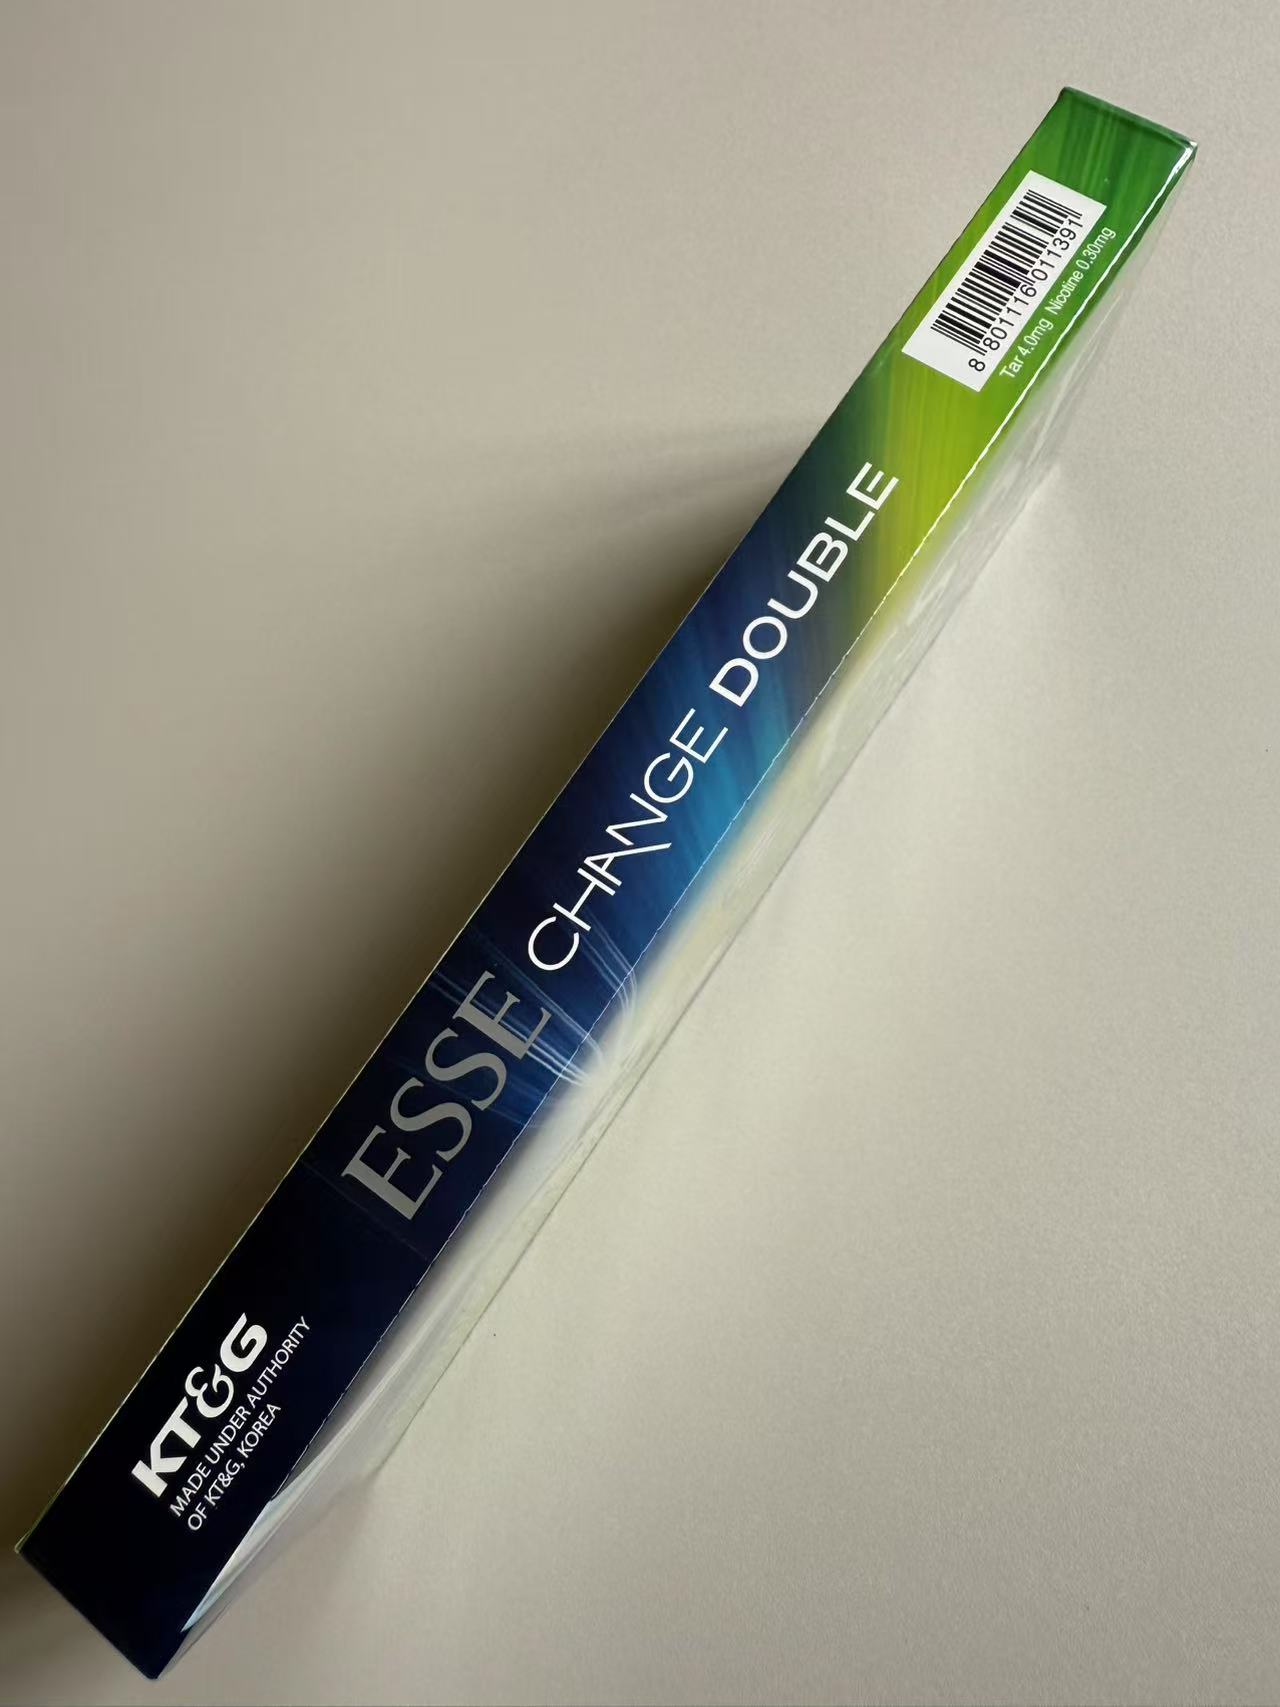 KT&G
MADE UNDER AUTHORITY
OF KT&G, KOREA
ESSE CHANGE DOUBLE
8 801116 011391
Tar 4.0mg Nicotine 0.30mg